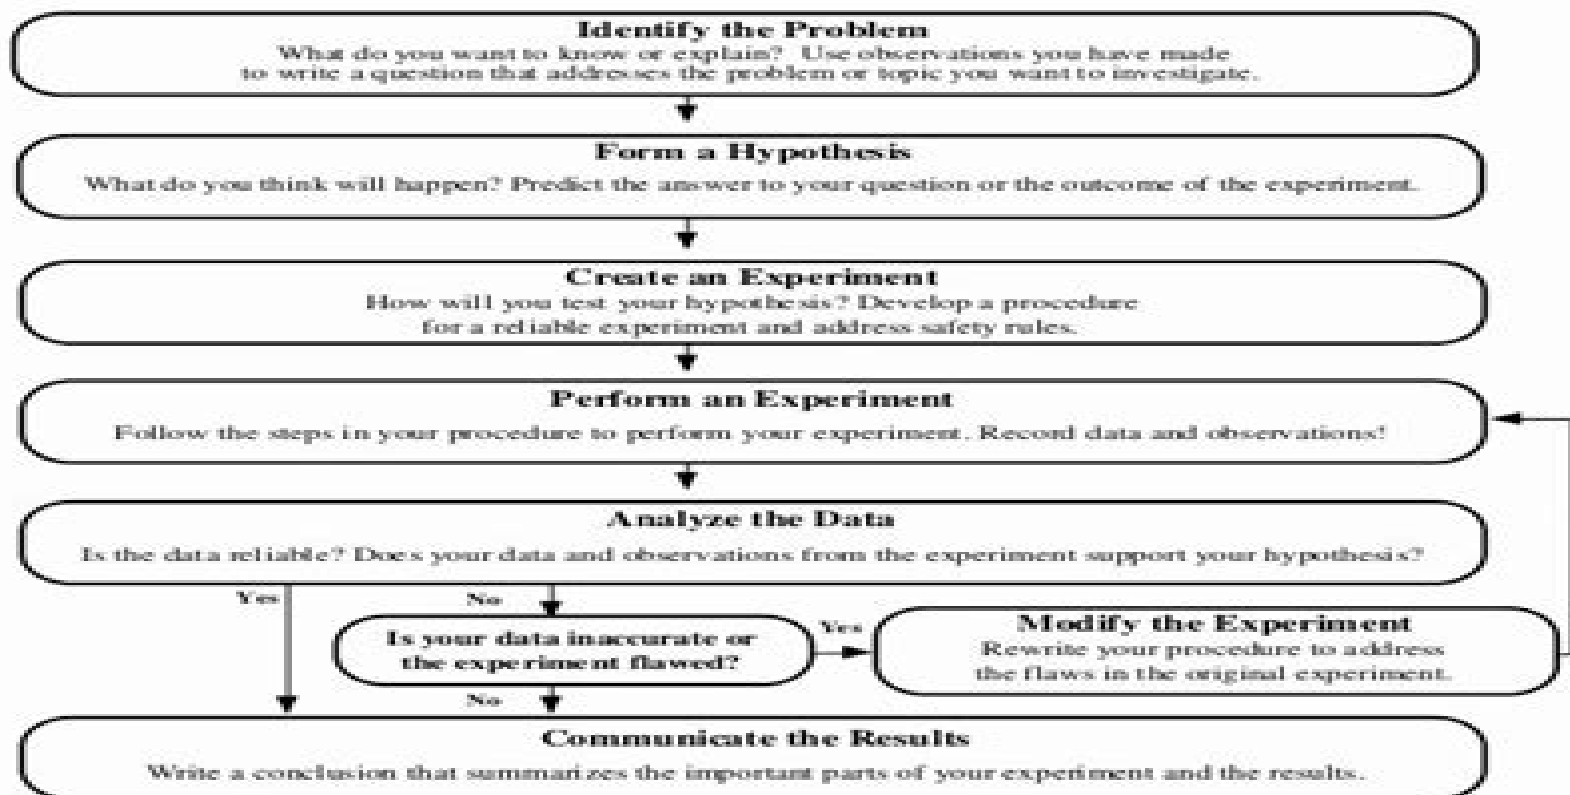 Identify the Problem
What do you want to know or explain? Use observations you have made
to write a question that addresses the problem or topic you want to investigate.
Form a Hypothesis
What do you think will happen? Predict the answer to your question or the outcome of the experiment.
Create an Experiment
How will you test your hypothesis? Develop a procedure
for a reliable experiment and address safety rules.
Perform an Experiment
Follow the steps in your procedure to perform your experiment. Record data and observations!
Analyze the Data
Is the data reliable? Does your data and observations from the experiment support your hypothesis?
Yes
No
Is your data inaccurate or
the experiment flawed?
Yes
Modify the Experiment
Rewrite your procedure to address
the flaws in the original experiment.
No
Communicate the Results
Write a conclusion that summarizes the important parts of your experiment and the results.